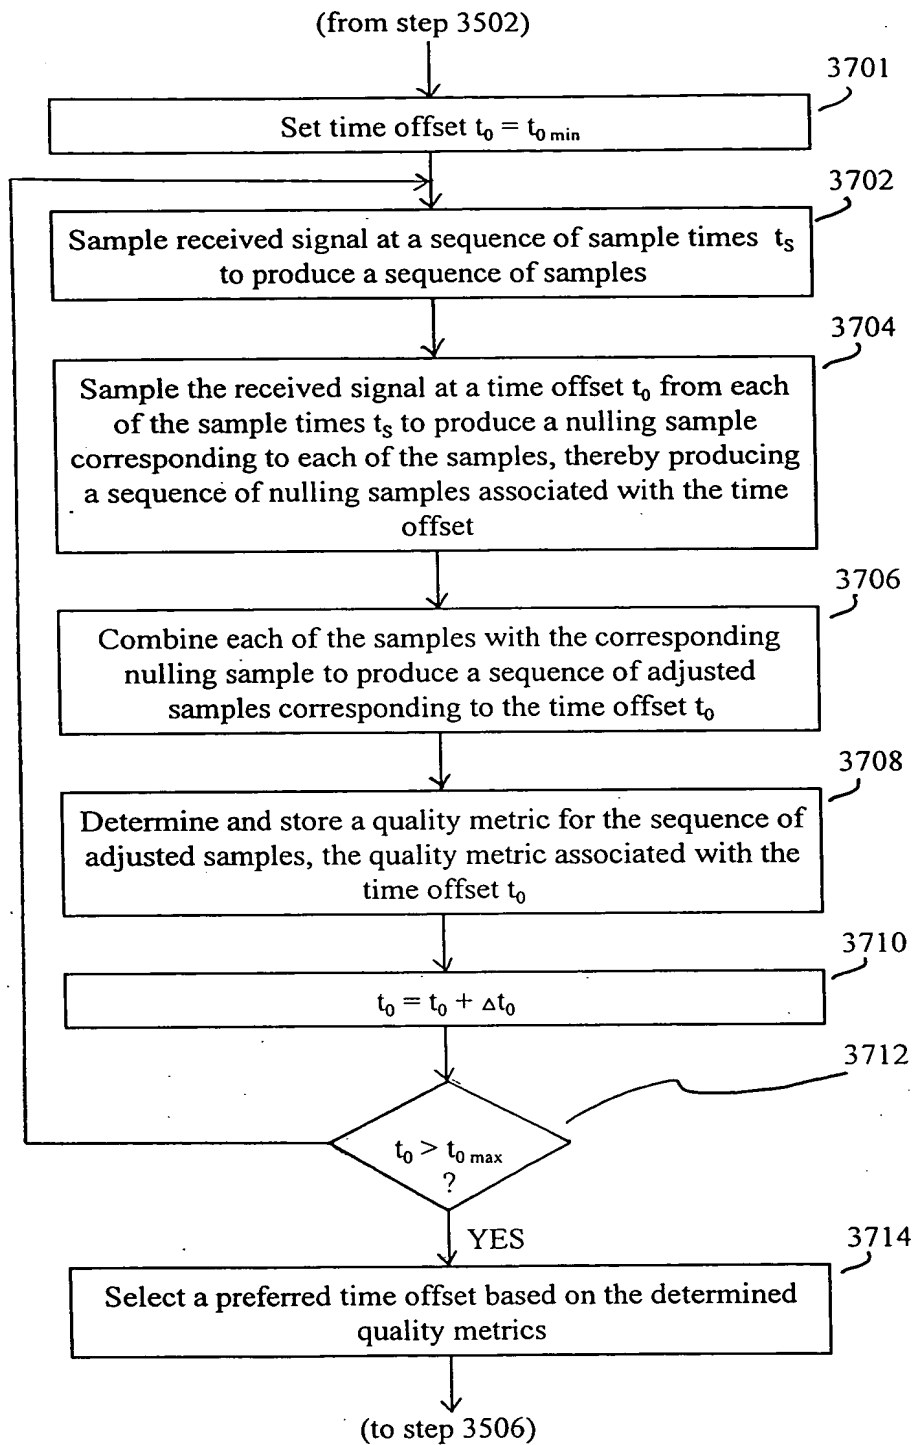 (from step 3502)
3701
Set time offset t₀ = t₀ min
3702
Sample received signal at a sequence of sample times tₛ
to produce a sequence of samples
3704
Sample the received signal at a time offset t₀ from each
of the sample times tₛ to produce a nulling sample
corresponding to each of the samples, thereby producing
a sequence of nulling samples associated with the time
offset
3706
Combine each of the samples with the corresponding
nulling sample to produce a sequence of adjusted
samples corresponding to the time offset t₀
3708
Determine and store a quality metric for the sequence of
adjusted samples, the quality metric associated with the
time offset t₀
3710
t₀ = t₀ + Δt₀
3712
t₀ > t₀ max
?
YES
3714
Select a preferred time offset based on the determined
quality metrics
(to step 3506)